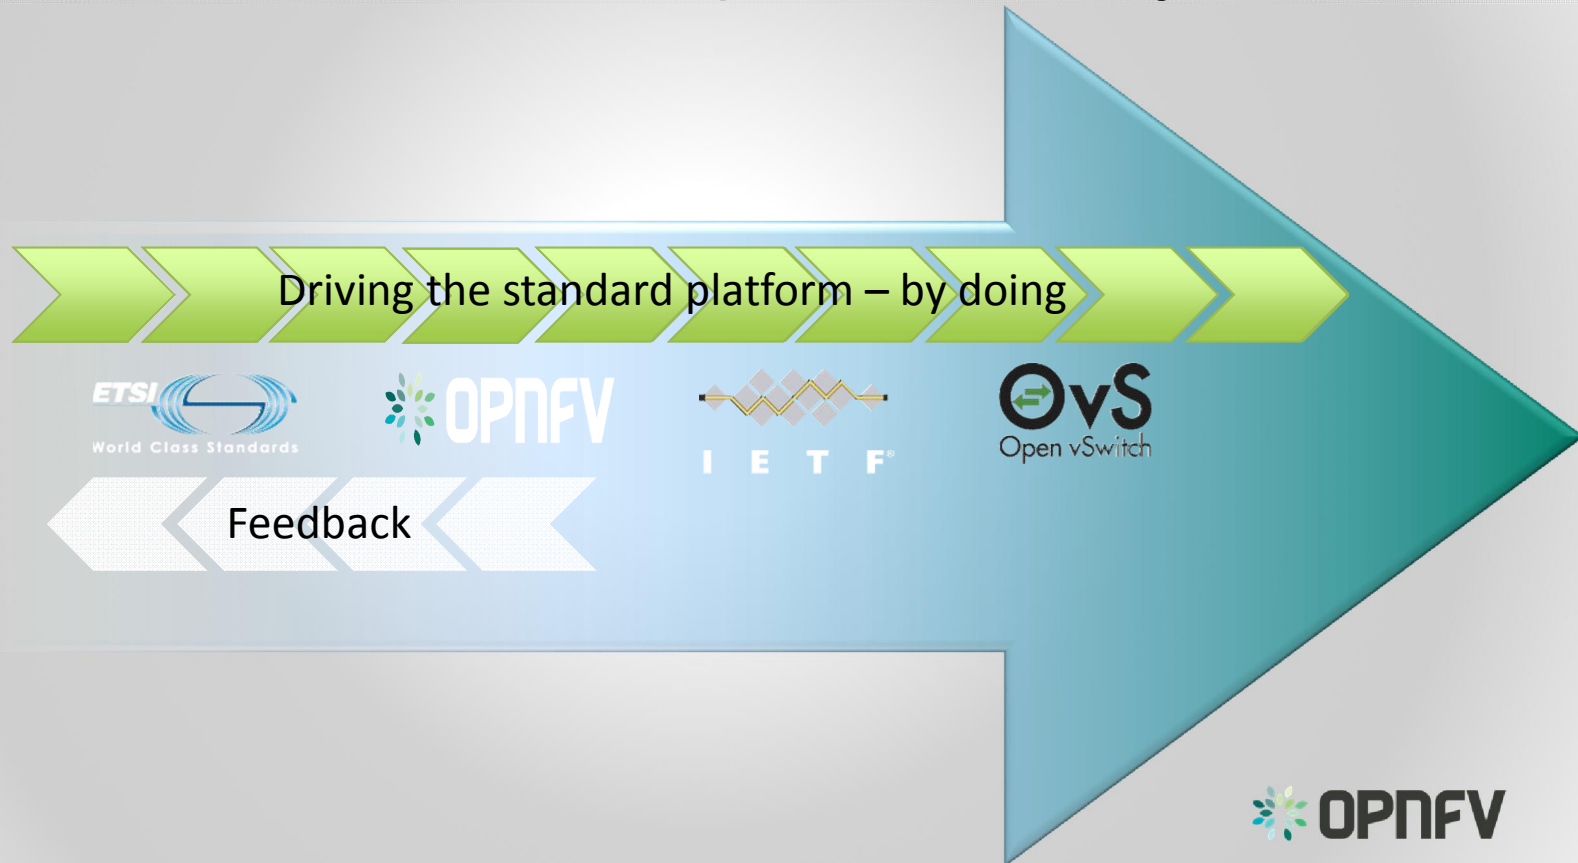 Driving the standard platform – by doing
ETSI
World Class Standards
OPNFV
I E T F®
OvS
Open vSwitch
Feedback
OPNFV